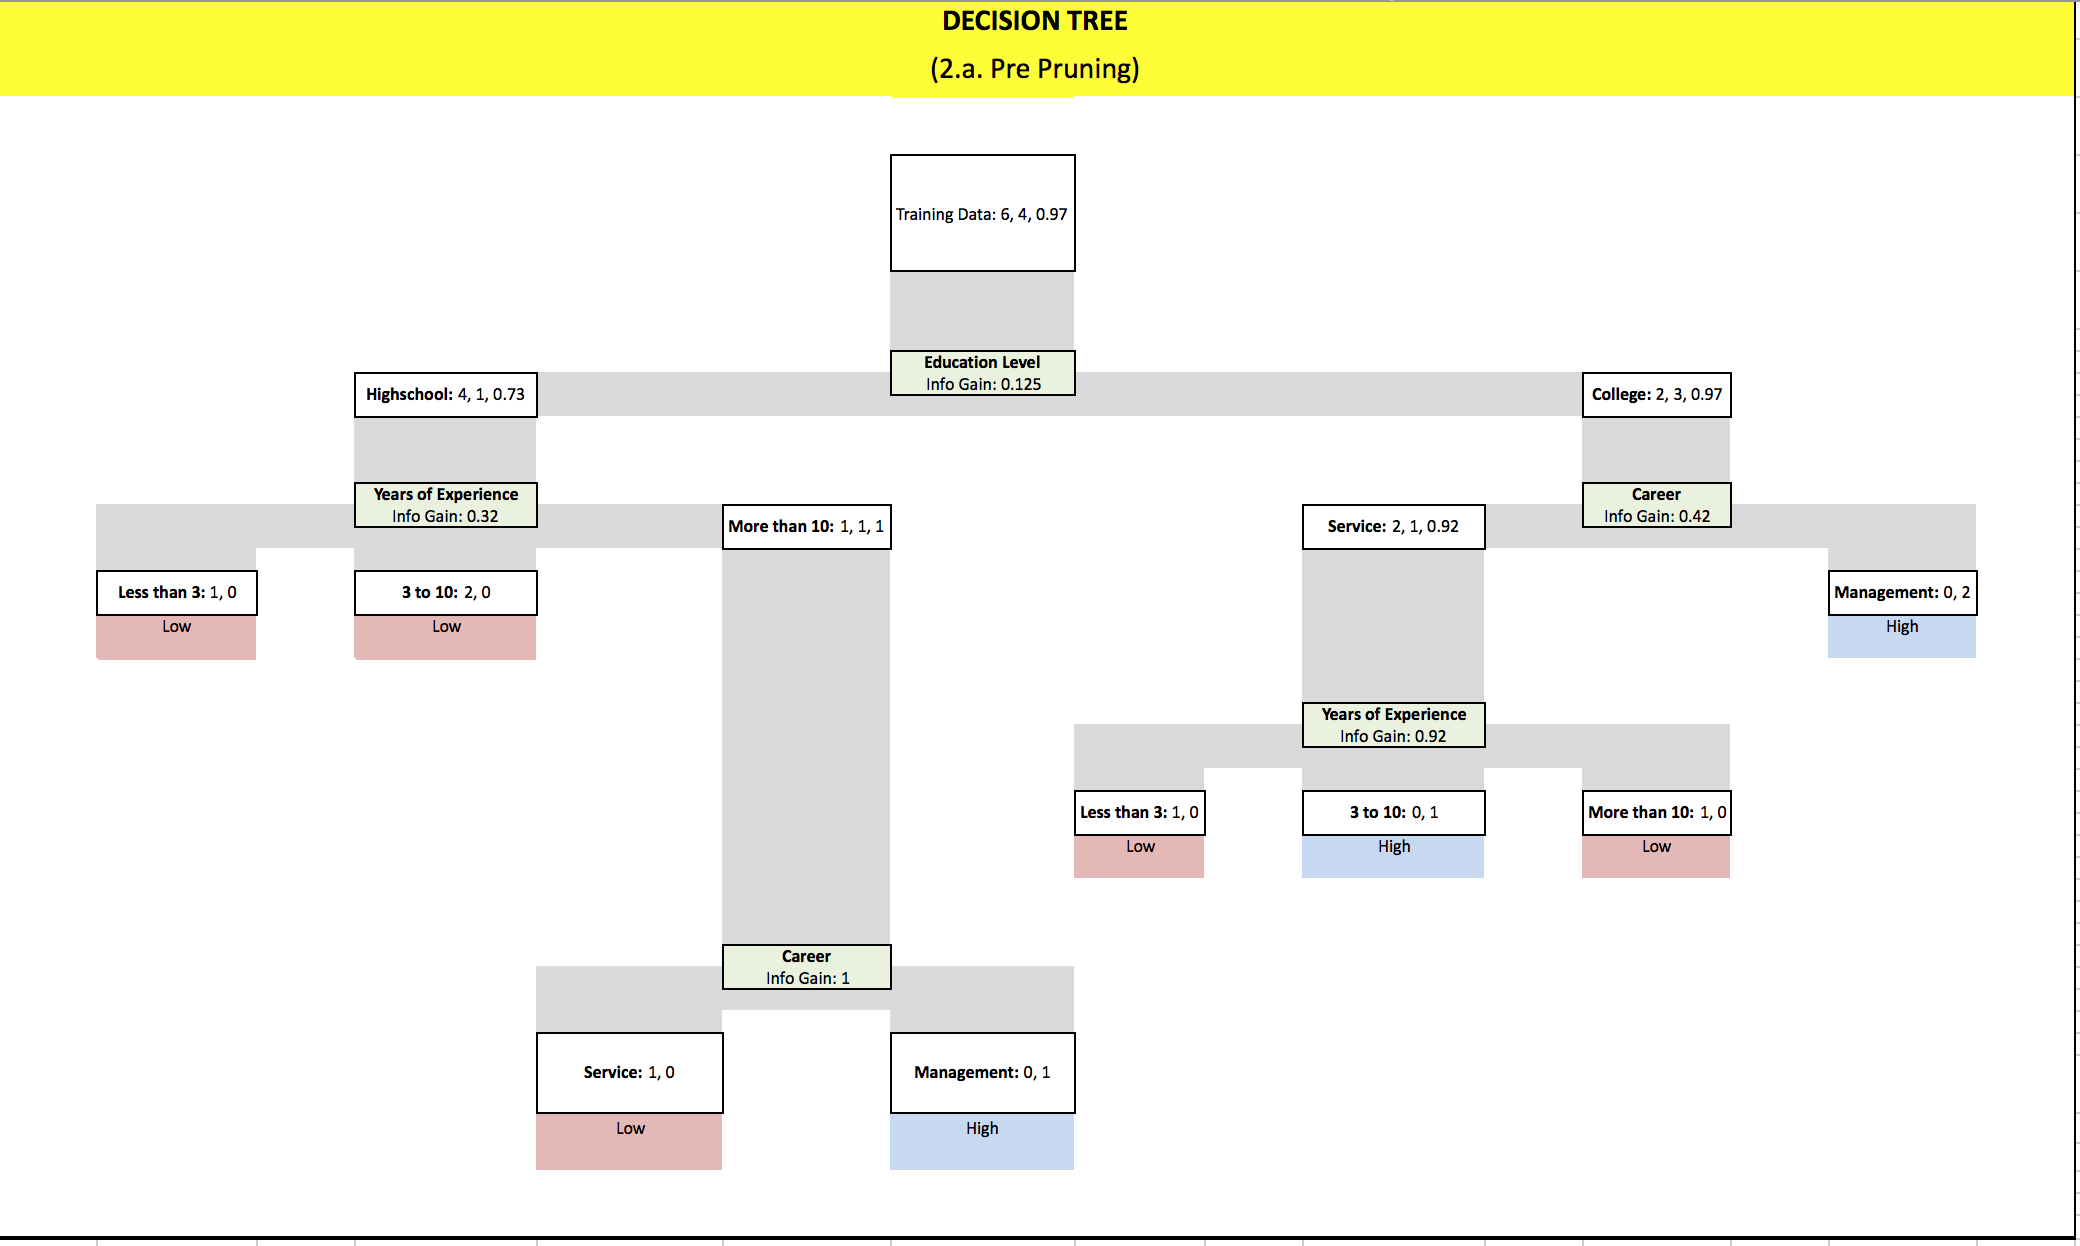 DECISION TREE
(2.a. Pre Pruning)
Training Data: 6, 4, 0.97
Education Level
Info Gain: 0.125
Highschool: 4, 1, 0.73
College: 2, 3, 0.97
Years of Experience
Info Gain: 0.32
Career
Info Gain: 0.42
More than 10: 1, 1, 1
Service: 2, 1, 0.92
Less than 3: 1, 0
Low
3 to 10: 2, 0
Low
Management: 0, 2
High
Years of Experience
Info Gain: 0.92
Less than 3: 1, 0
Low
3 to 10: 0, 1
High
More than 10: 1, 0
Low
Career
Info Gain: 1
Service: 1, 0
Low
Management: 0, 1
High